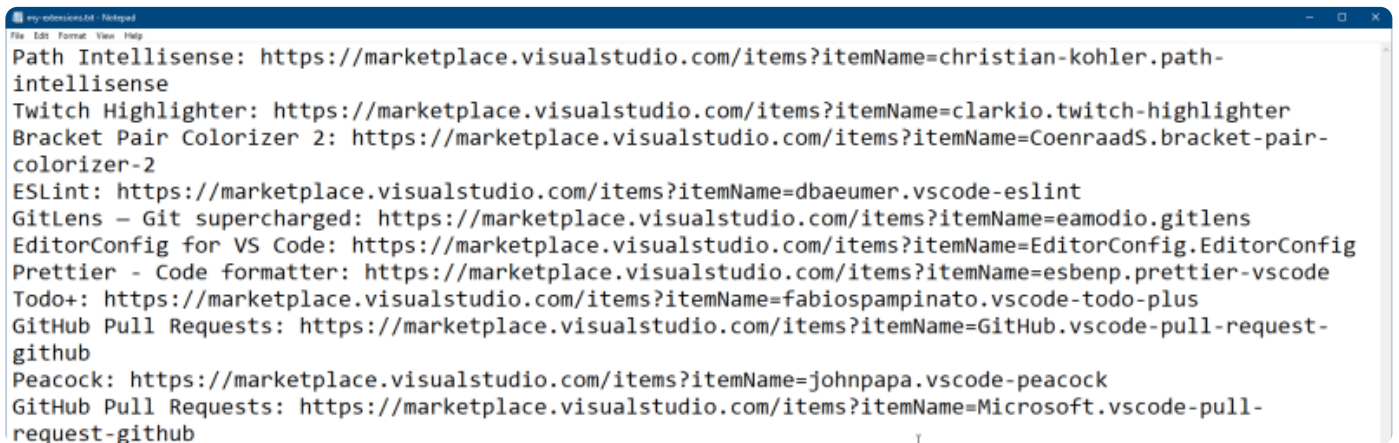 my-extensions.txt - Notepad
File Edit Format View Help
Path Intellisense: https://marketplace.visualstudio.com/items?itemName=christian-kohler.path-
intellisense
Twitch Highlighter: https://marketplace.visualstudio.com/items?itemName=clarkio.twitch-highlighter
Bracket Pair Colorizer 2: https://marketplace.visualstudio.com/items?itemName=CoenraadS.bracket-pair-
colorizer-2
ESLint: https://marketplace.visualstudio.com/items?itemName=dbaeumer.vscode-eslint
GitLens — Git supercharged: https://marketplace.visualstudio.com/items?itemName=eamodio.gitlens
EditorConfig for VS Code: https://marketplace.visualstudio.com/items?itemName=EditorConfig.EditorConfig
Prettier - Code formatter: https://marketplace.visualstudio.com/items?itemName=esbenp.prettier-vscode
Todo+: https://marketplace.visualstudio.com/items?itemName=fabiospampinato.vscode-todo-plus
GitHub Pull Requests: https://marketplace.visualstudio.com/items?itemName=GitHub.vscode-pull-request-
github
Peacock: https://marketplace.visualstudio.com/items?itemName=johnpapa.vscode-peacock
GitHub Pull Requests: https://marketplace.visualstudio.com/items?itemName=Microsoft.vscode-pull-
request-github